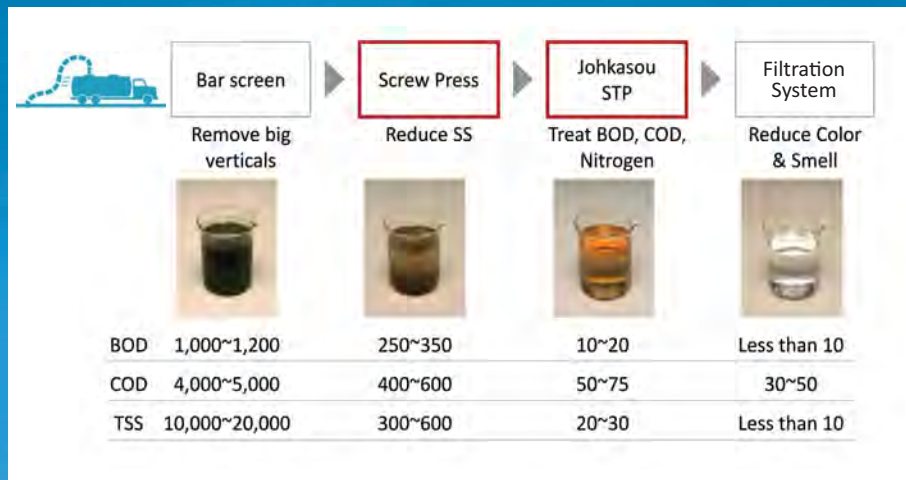 Bar screen
Screw Press
Johkasou
STP
Filtration
System
Remove big
verticals
Reduce SS
Treat BOD, COD,
Nitrogen
Reduce Color
& Smell
BOD 1,000~1,200 250~350 10~20 Less than 10
COD 4,000~5,000 400~600 50~75 30~50
TSS 10,000~20,000 300~600 20~30 Less than 10